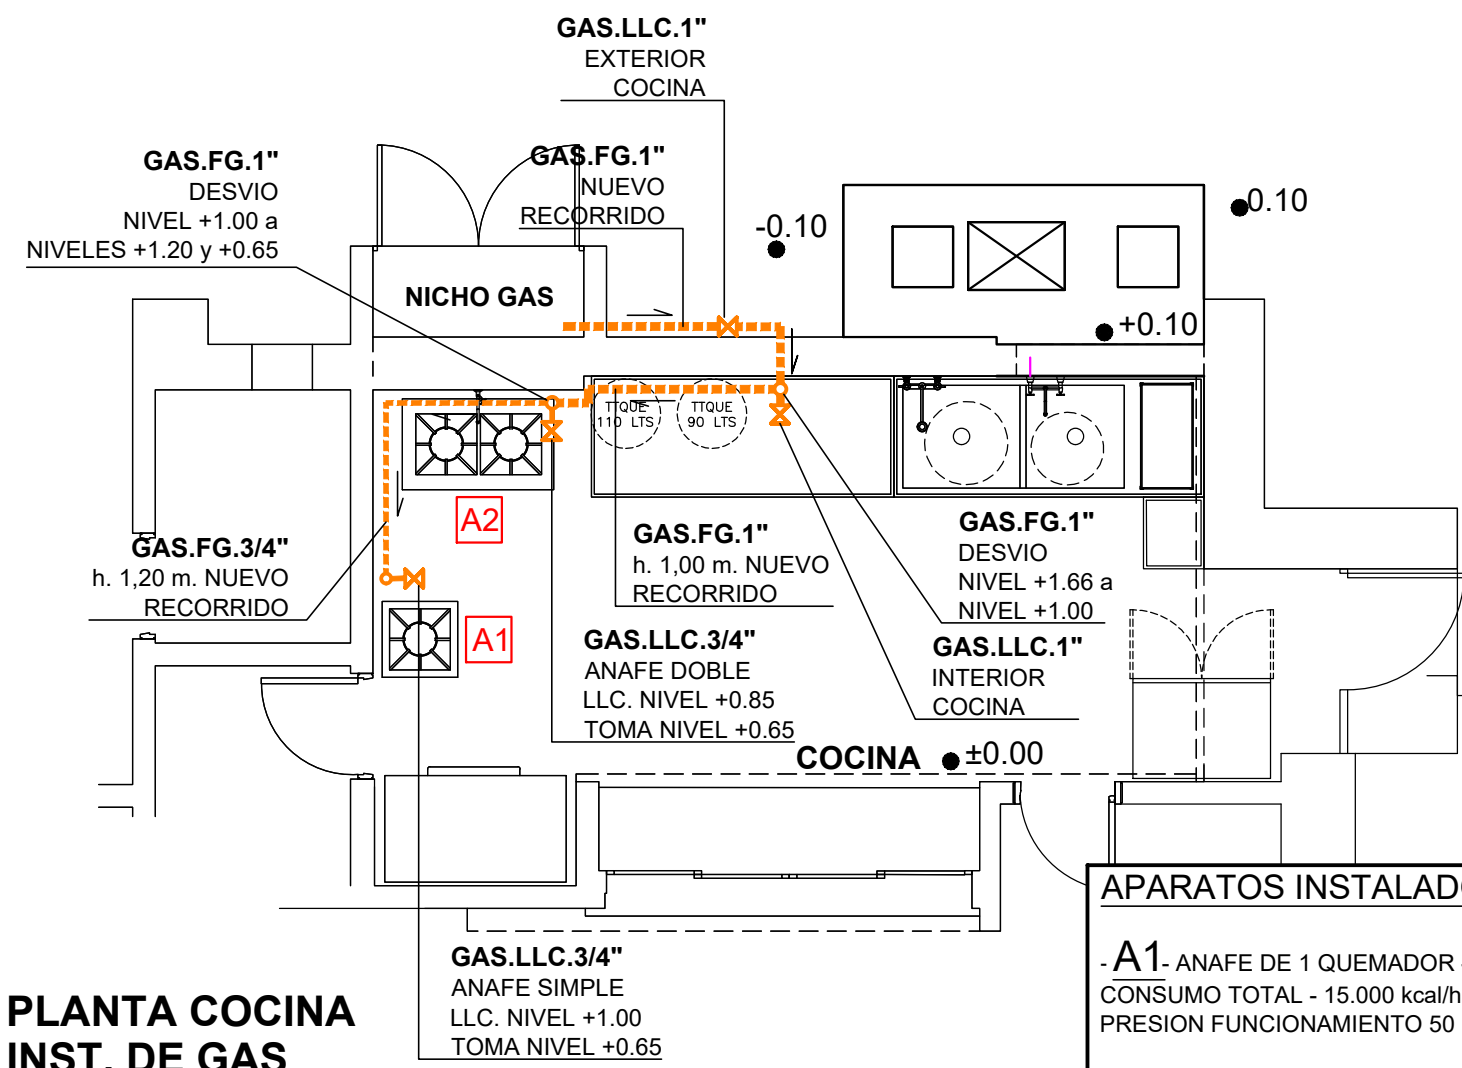 GAS.LLC.1"
EXTERIOR
COCINA
GAS.FG.1"
DESVIO
NIVEL +1.00 a
NIVELES +1.20 y +0.65
GAS.FG.1"
NUEVO
RECORRIDO
-0.10
0.10
+0.10
NICHO GAS
TTQUE
110 LTS
TTQUE
90 LTS
A2
GAS.FG.3/4"
h. 1,20 m. NUEVO
RECORRIDO
GAS.FG.1"
h. 1,00 m. NUEVO
RECORRIDO
GAS.FG.1"
DESVIO
NIVEL +1.66 a
NIVEL +1.00
A1
GAS.LLC.3/4"
ANAFE DOBLE
LLC. NIVEL +0.85
TOMA NIVEL +0.65
GAS.LLC.1"
INTERIOR
COCINA
COCINA ±0.00
GAS.LLC.3/4"
ANAFE SIMPLE
LLC. NIVEL +1.00
TOMA NIVEL +0.65
PLANTA COCINA
INST. DE GAS
APARATOS INSTALAD
- A1- ANAFE DE 1 QUEMADOR
CONSUMO TOTAL - 15.000 kcal/h
PRESION FUNCIONAMIENTO 50